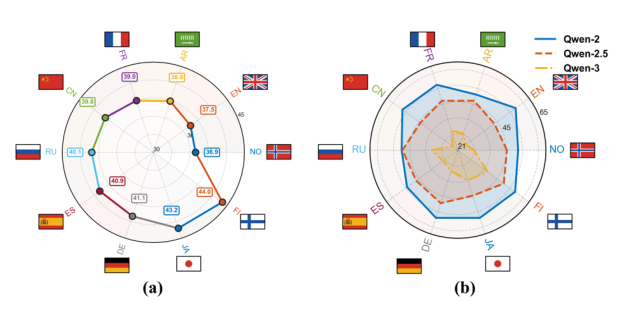 FR
AR
EN
NO
FI
JA
DE
ES
RU
CN
39.0
38.9
37.5
36.9
44.0
43.2
41.1
40.9
40.1
39.8
30
36
45
(a)
FR
AR
EN
NO
FI
JA
DE
ES
RU
CN
21
45
65
Qwen-2
Qwen-2.5
Qwen-3
(b)